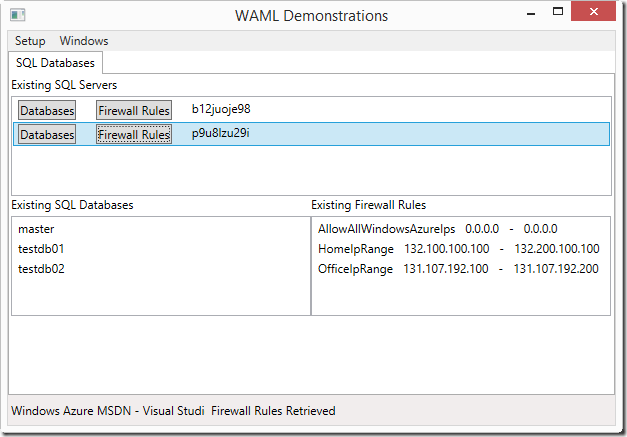 WAML Demonstrations
Setup Windows
SQL Databases
Existing SQL Servers
Databases Firewall Rules b12juoje98
Databases Firewall Rules p9u8lzu29i
Existing SQL Databases Existing Firewall Rules
master AllowAllWindowsAzureIps 0.0.0.0 - 0.0.0.0
testdb01 HomeIpRange 132.100.100.100 - 132.200.100.100
testdb02 OfficeIpRange 131.107.192.100 - 131.107.192.200
Windows Azure MSDN - Visual Studi Firewall Rules Retrieved